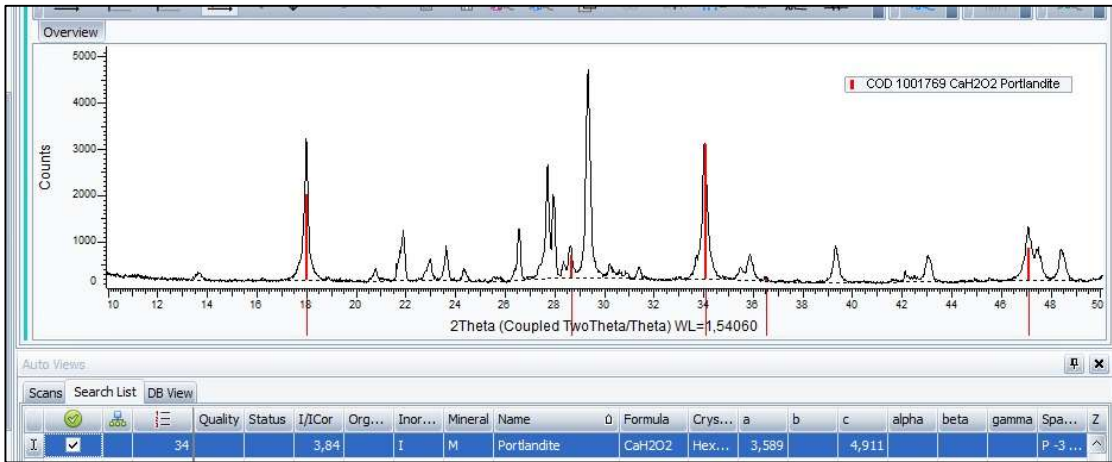 Overview
5000
4000
3000
2000
1000
0
Counts
COD 1001769 CaH2O2 Portlandite
10 12 14 16 18 20 22 24 26 28 30 32 34 36 38 40 42 44 46 48 50
2Theta (Coupled TwoTheta/Theta) WL=1,54060
Auto Views
Scans Search List DB View
Quality Status I/ICor Org... Inor... Mineral Name Formula Crys... a b c alpha beta gamma Spa... Z
34 3,84 I M Portlandite CaH2O2 Hex... 3,589 4,911 P -3 ...